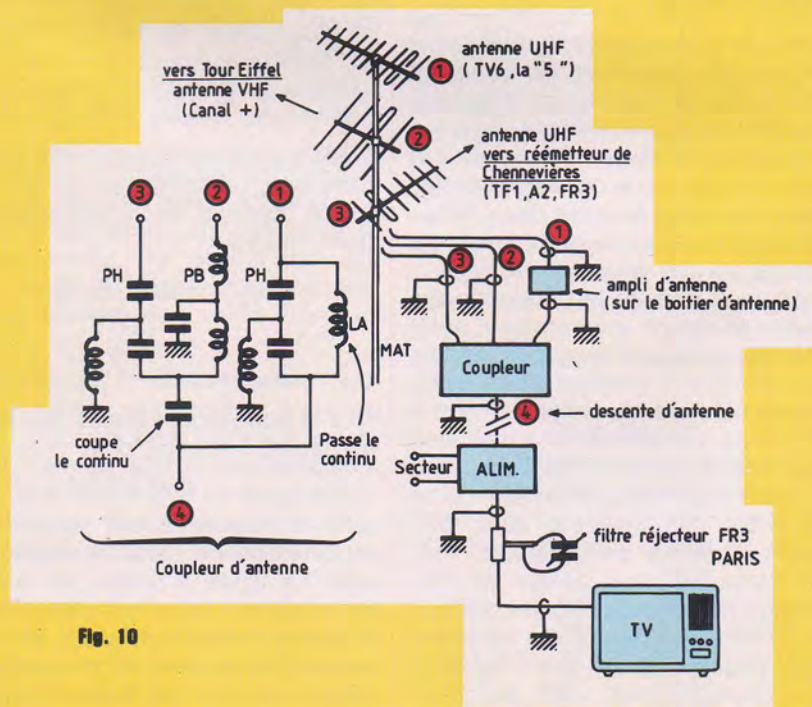 antenne UHF
(TV6, la "5")
1
vers Tour Eiffel
antenne VHF
(Canal +)
2
antenne UHF
vers réémetteur de
Chennevières
(TF1, A2, FR3)
3
3
2
1
PH
PB
PH
LA
MAT
3
2
1
ampli d'antenne
(sur le boitier d'antenne)
Coupleur
4
descente d'antenne
coupe
le continu
Passe le
continu
4
Coupleur d'antenne
Secteur
ALIM.
filtre réjecteur FR3
PARIS
TV
Fig. 10